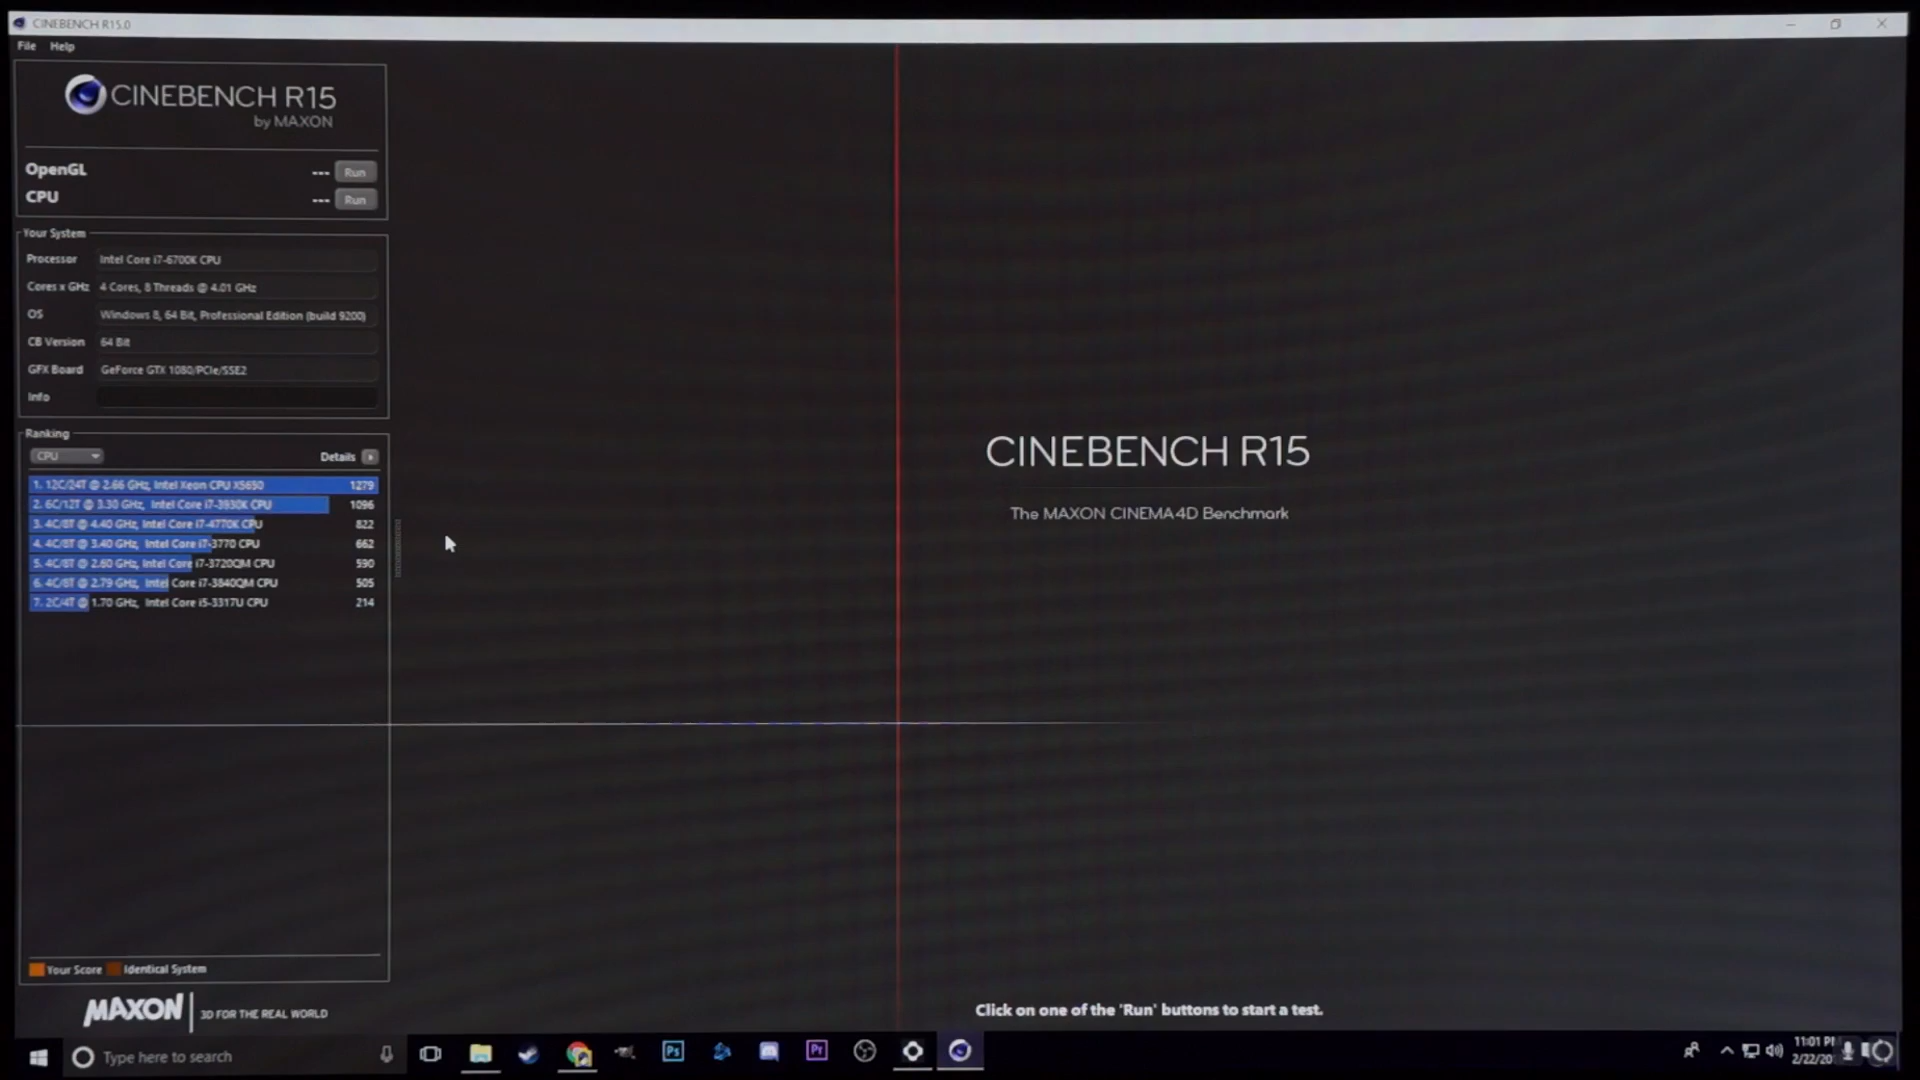 CINEBENCH R15.0
File Help
CINEBENCH R15
by MAXON
OpenGL --- Run
CPU --- Run
Your System
Processor Intel Core i7-6700K CPU
Cores x GHz 4 Cores, 8 Threads @ 4.01 GHz
OS Windows 8, 64 Bit, Professional Edition (build 9200)
CB Version 64 Bit
GFX Board GeForce GTX 1080/PCIe/SSE2
Info
Ranking
CPU Details
1. 12C/24T @ 2.66 GHz, Intel Xeon CPU X5650 1279
2. 6C/12T @ 3.30 GHz, Intel Core i7-3930K CPU 1096
3. 4C/8T @ 4.40 GHz, Intel Core i7-4770K CPU 822
4. 4C/8T @ 3.40 GHz, Intel Core i7-3770 CPU 662
5. 4C/8T @ 2.60 GHz, Intel Core i7-3720QM CPU 590
6. 4C/8T @ 2.79 GHz, Intel Core i7-3840QM CPU 505
7. 2C/4T @ 1.70 GHz, Intel Core i5-3317U CPU 214
CINEBENCH R15
The MAXON CINEMA 4D Benchmark
Your Score Identical System
MAXON 3D FOR THE REAL WORLD
Click on one of the 'Run' buttons to start a test.
Type here to search
Ps
Pr
11:01 PM
2/22/20